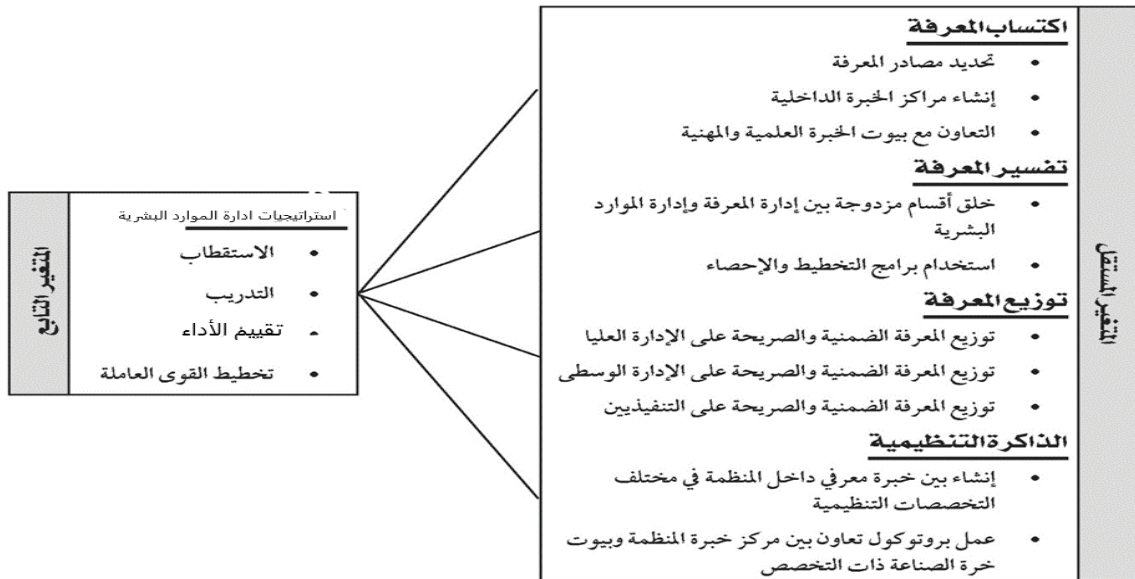 المتغير المستقل
اكتساب المعرفة
• تحديد مصادر المعرفة
• إنشاء مراكز الخبرة الداخلية
• التعاون مع بيوت الخبرة العلمية والمهنية
تفسير المعرفة
• خلق أقسام مزدوجة بين إدارة المعرفة وإدارة الموارد
البشرية
• استخدام برامج التخطيط والإحصاء
توزيع المعرفة
• توزيع المعرفة الضمنية والصريحة على الإدارة العليا
• توزيع المعرفة الضمنية والصريحة على الإدارة الوسطى
• توزيع المعرفة الضمنية والصريحة على التنفيذيين
الذاكرة التنظيمية
• إنشاء بين خبرة معرفي داخل المنظمة في مختلف
التخصصات التنظيمية
• عمل بروتوكول تعاون بين مركز خبرة المنظمة وبيوت
خرة الصناعة ذات التخصص
استراتيجيات ادارة الموارد البشرية
• الاستقطاب
• التدريب
• تقييم الأداء
• تخطيط القوى العاملة
المتغير التابع